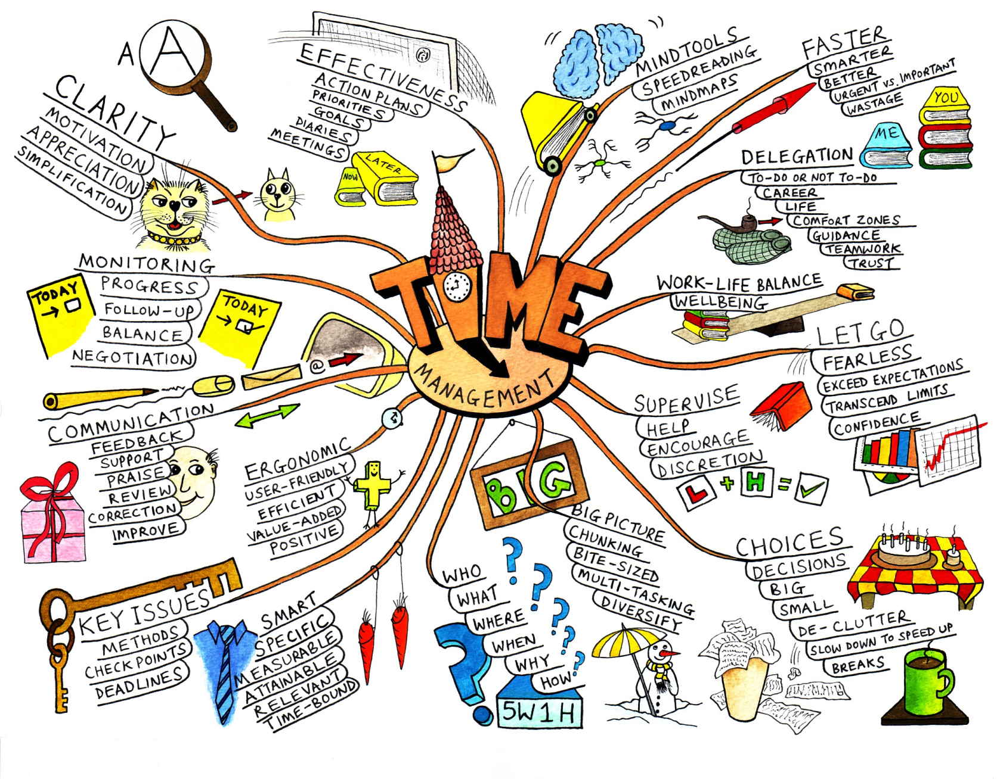 TIME
MANAGEMENT
A
A
CLARITY
MOTIVATION
APPRECIATION
SIMPLIFICATION
EFFECTIVENESS
ACTION PLANS
PRIORITIES
GOALS
DIARIES
MEETINGS
NOW
LATER
MINDTOOLS
SPEEDREADING
MINDMAPS
FASTER
SMARTER
BETTER
URGENT VS. IMPORTANT
WASTAGE
YOU
ME
DELEGATION
TO-DO OR NOT TO-DO
CAREER
LIFE
COMFORT ZONES
GUIDANCE
TEAMWORK
TRUST
WORK-LIFE BALANCE
WELLBEING
LET GO
FEARLESS
EXCEED EXPECTATIONS
TRANSCEND LIMITS
CONFIDENCE
SUPERVISE
HELP
ENCOURAGE
DISCRETION
L + H =
CHOICES
DECISIONS
BIG
SMALL
DE-CLUTTER
SLOW DOWN TO SPEED UP
BREAKS
BIG
BIG PICTURE
CHUNKING
BITE-SIZED
MULTI-TASKING
DIVERSIFY
WHO
WHAT
WHERE
WHEN
WHY
HOW
? ? ? ? ? ?
?
5W1H
SMART
SPECIFIC
MEASURABLE
ATTAINABLE
RELEVANT
TIME-BOUND
KEY ISSUES
METHODS
CHECKPOINTS
DEADLINES
ERGONOMIC
USER-FRIENDLY
EFFICIENT
VALUE-ADDED
POSITIVE
@
COMMUNICATION
FEEDBACK
SUPPORT
PRAISE
REVIEW
CORRECTION
IMPROVE
MONITORING
PROGRESS
FOLLOW-UP
BALANCE
NEGOTIATION
TODAY
TODAY